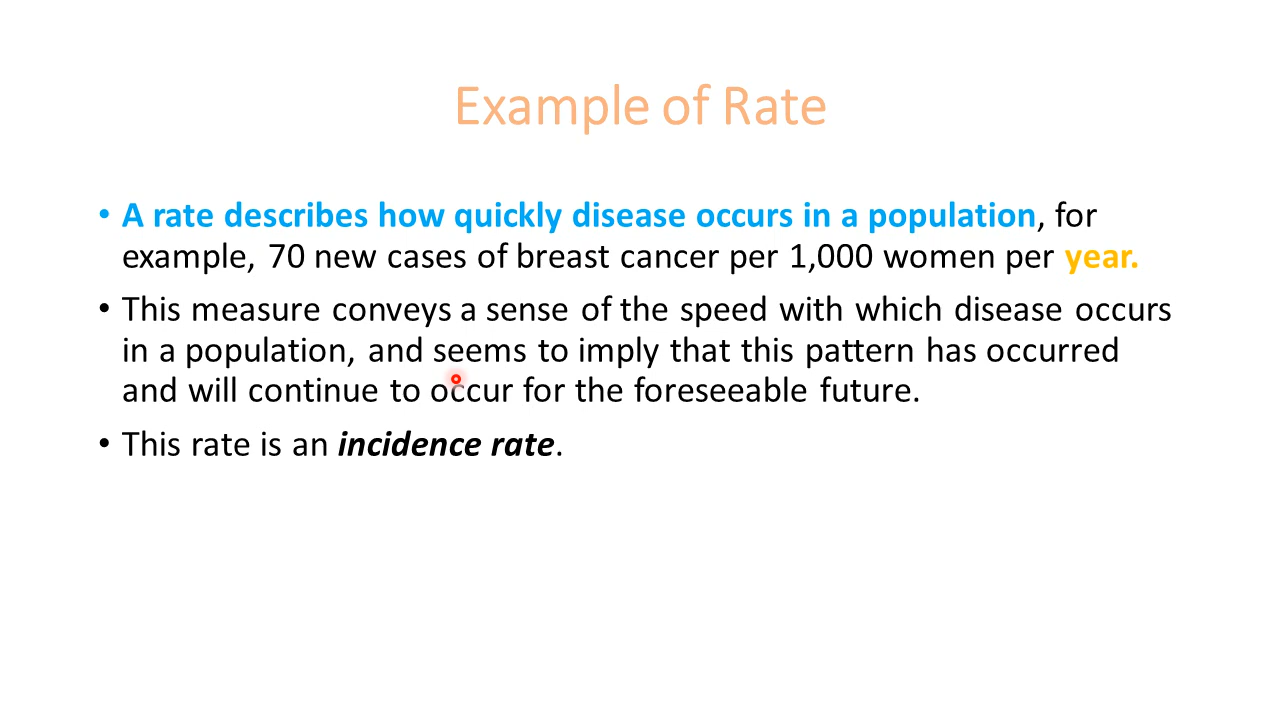 Example of Rate
• A rate describes how quickly disease occurs in a population, for
example, 70 new cases of breast cancer per 1,000 women per year.
• This measure conveys a sense of the speed with which disease occurs
in a population, and seems to imply that this pattern has occurred
and will continue to occur for the foreseeable future.
• This rate is an incidence rate.